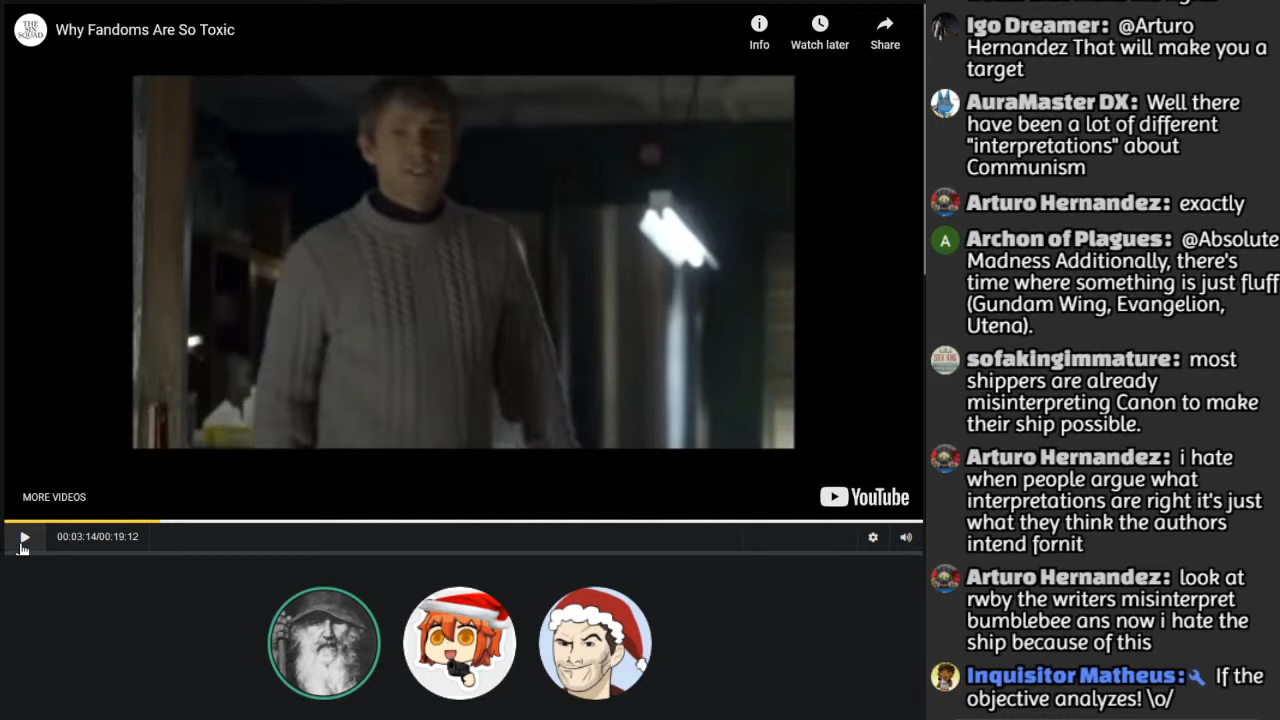 THE
SIN
SQUAD
Why Fandoms Are So Toxic
Info
Watch later
Share
MORE VIDEOS
YouTube
00:03:14/00:19:12
Igo Dreamer: @Arturo
Hernandez That will make you a
target
AuraMaster DX: Well there
have been a lot of different
"interpretations" about
Communism
Arturo Hernandez: exactly
A
Archon of Plagues: @Absolute
Madness Additionally, there's
time where something is just fluff
(Gundam Wing, Evangelion,
Utena).
sofakingimmature: most
shippers are already
misinterpreting Canon to make
their ship possible.
Arturo Hernandez: i hate
when people argue what
interpretations are right it's just
what they think the authors
intend fornit
Arturo Hernandez: look at
rwby the writers misinterpret
bumblebee ans now i hate the
ship because of this
Inquisitor Matheus: If the
objective analyzes! \o/